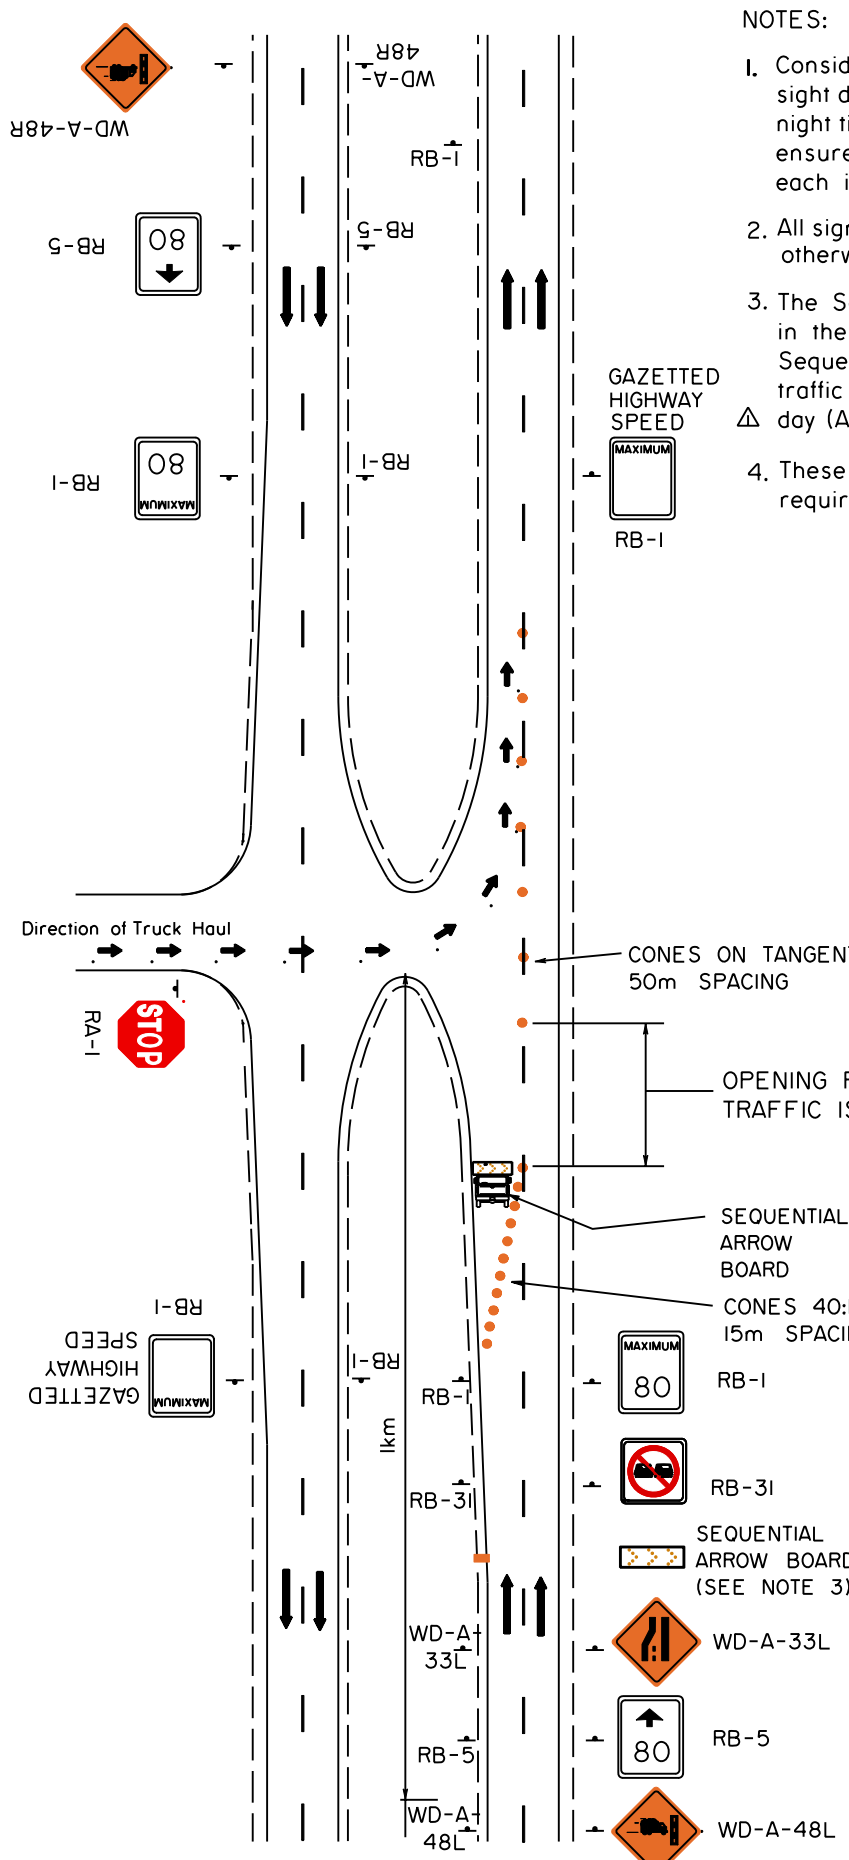 NOTES:
1. Consid
sight d
night ti
ensure
each i
2. All sign
otherw
3. The S
in the
Seque
traffic
1 day (A
4. These
requir
WD-A-48R
WD-A-
48R
RB-1
RB-5
80
RB-5
GAZETTED
HIGHWAY
SPEED
MAXIMUM
RB-1
RB-1
80
MAXIMUM
RB-1
Direction of Truck Haul
RA-1
STOP
CONES ON TANGENT
50m SPACING
OPENING F
TRAFFIC IS
SEQUENTIAL
ARROW
BOARD
CONES 40:
15m SPACIN
RB-1
GAZETTED
HIGHWAY
SPEED
MAXIMUM
RB-1
1km
RB-1
MAXIMUM
80
RB-1
RB-31
RB-31
SEQUENTIAL
ARROW BOARD
(SEE NOTE 3)
WD-A-
33L
WD-A-33L
RB-5
80
RB-5
WD-A-
48L
WD-A-48L